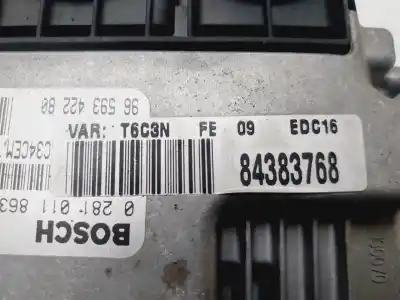 VAR: T6C3N FE 09 EDC16
84383768
96 593 422 80
C34CEM.
0 281 011 863
BOSCH